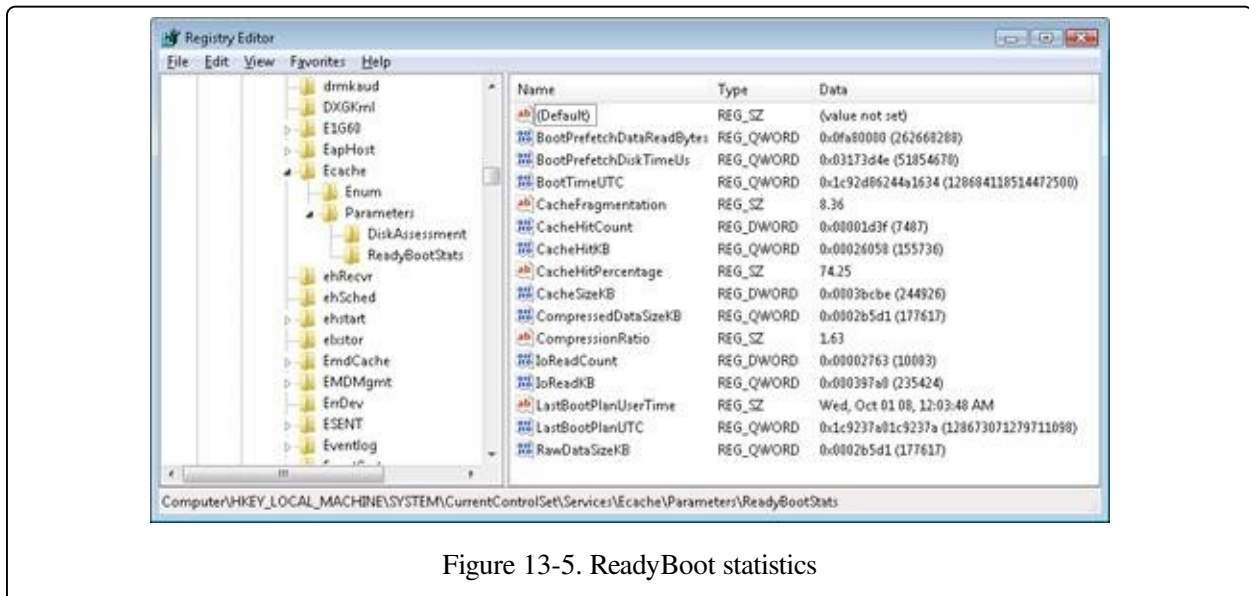 Registry Editor
File Edit View Favorites Help
drmkaud
DXGKrnl
E1G60
EapHost
Ecache
Enum
Parameters
DiskAssessment
ReadyBootStats
ehRecvr
ehSched
ehstart
elxstor
EmdCache
EMDMgmt
ErrDev
ESENT
Eventlog
Name Type Data
(Default) REG_SZ (value not set)
BootPrefetchDataReadBytes REG_QWORD 0x0fa80000 (262668288)
BootPrefetchDiskTimeUs REG_QWORD 0x03173d4e (51854670)
BootTimeUTC REG_QWORD 0x1c92d86244a1634 (128684118514472500)
CacheFragmentation REG_SZ 8.36
CacheHitCount REG_DWORD 0x00001d3f (7487)
CacheHitKB REG_QWORD 0x00026058 (155736)
CacheHitPercentage REG_SZ 74.25
CacheSizeKB REG_DWORD 0x0003bcbe (244926)
CompressedDataSizeKB REG_QWORD 0x0002b5d1 (177617)
CompressionRatio REG_SZ 1.63
IoReadCount REG_DWORD 0x00002763 (10083)
IoReadKB REG_QWORD 0x000397a0 (235424)
LastBootPlanUserTime REG_SZ Wed, Oct 01 08, 12:03:48 AM
LastBootPlanUTC REG_QWORD 0x1c9237a01c9237a (128673071279711098)
RawDataSizeKB REG_QWORD 0x0002b5d1 (177617)
Computer\HKEY_LOCAL_MACHINE\SYSTEM\CurrentControlSet\Services\Ecache\Parameters\ReadyBootStats
Figure 13-5. ReadyBoot statistics